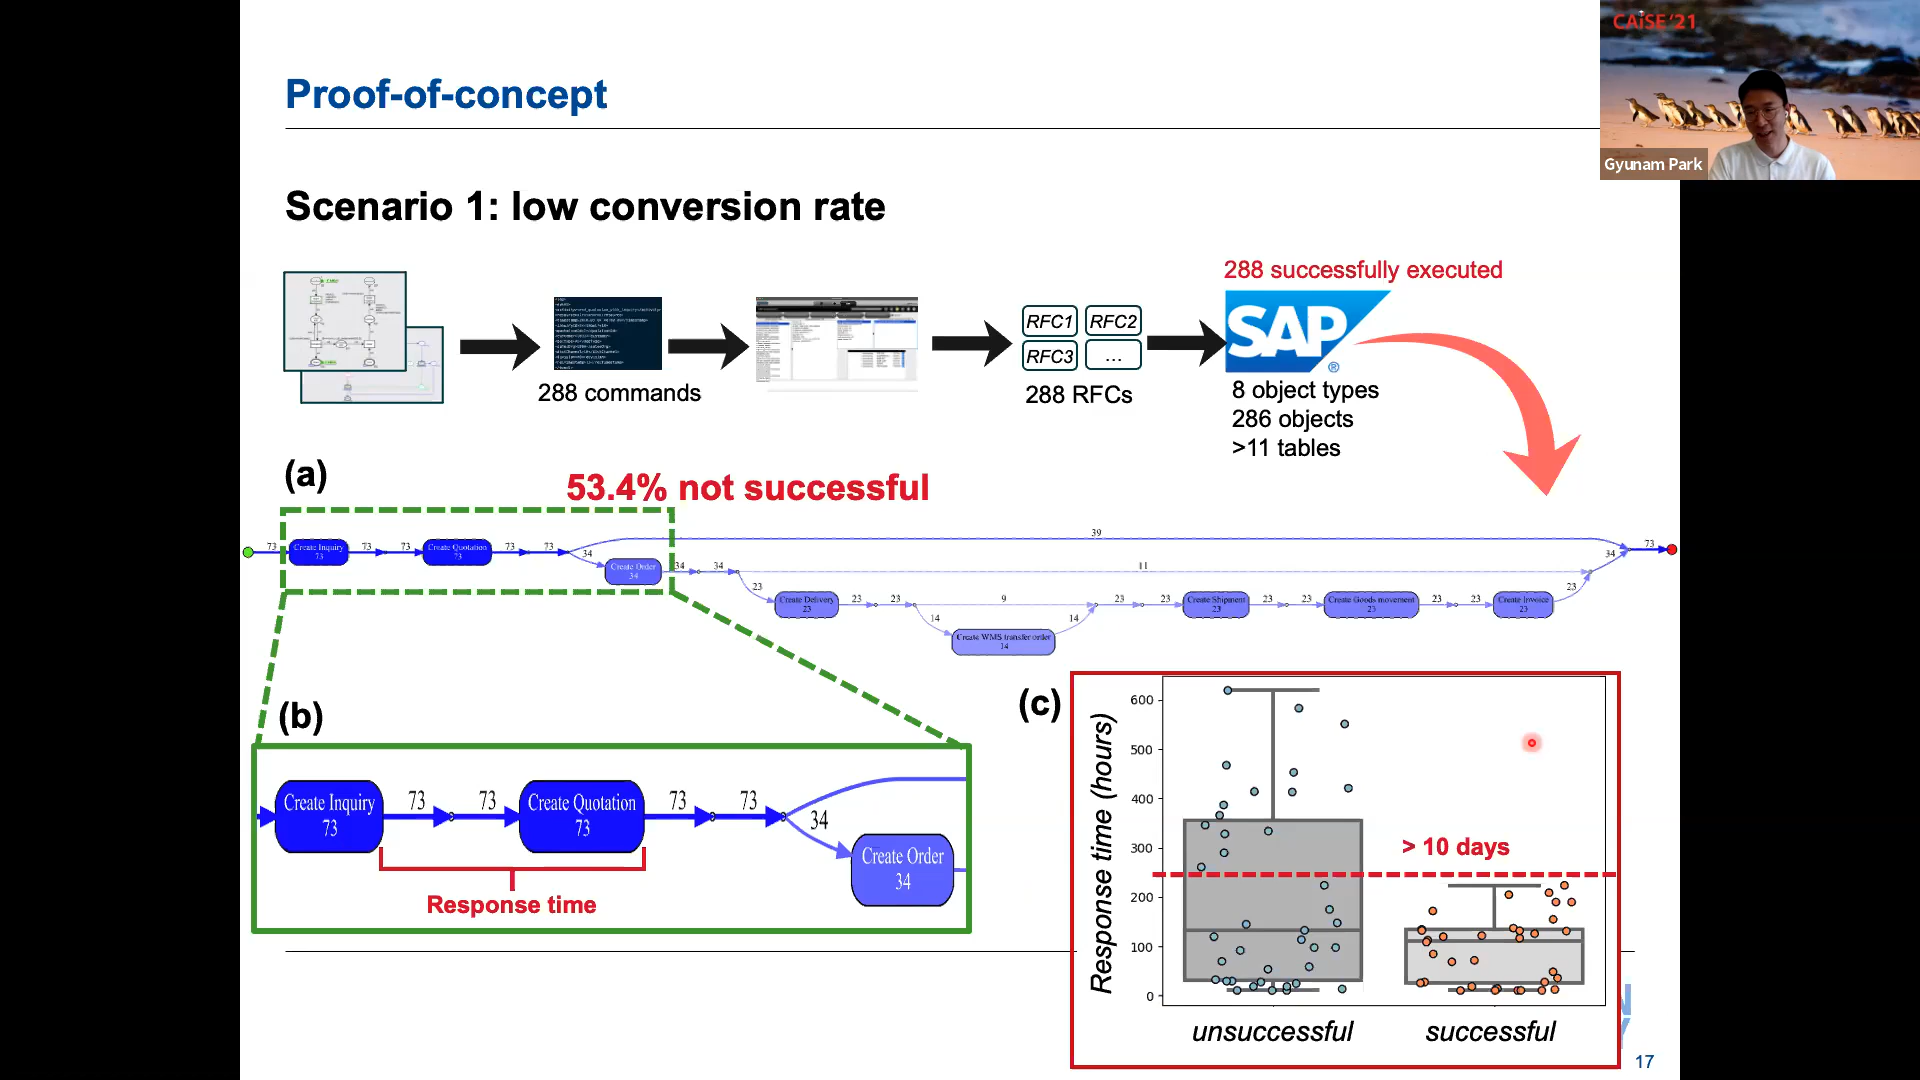 CAiSE '21
Gyunam Park
Proof-of-concept
Scenario 1: low conversion rate
288 commands
RFC1 RFC2
RFC3 ...
288 RFCs
288 successfully executed
SAP ®
8 object types
286 objects
>11 tables
(a)
53.4% not successful
39
73 Create Inquiry 73 73 73 Create Quotation 73 73 73 34 73
34 Create Order 34 34 34 11
23 Create Delivery 23 23 23 9 23 23 Create Shipment 23 23 23 Create Goods movement 23 23 23 Create Invoice 23 23
14 Create WMS transfer order 14 14
(b)
Create Inquiry 73 73 73 Create Quotation 73 73 73 34
Create Order 34
Response time
(c)
Response time (hours)
600
500
400
300
200
100
0
> 10 days
unsuccessful successful
17